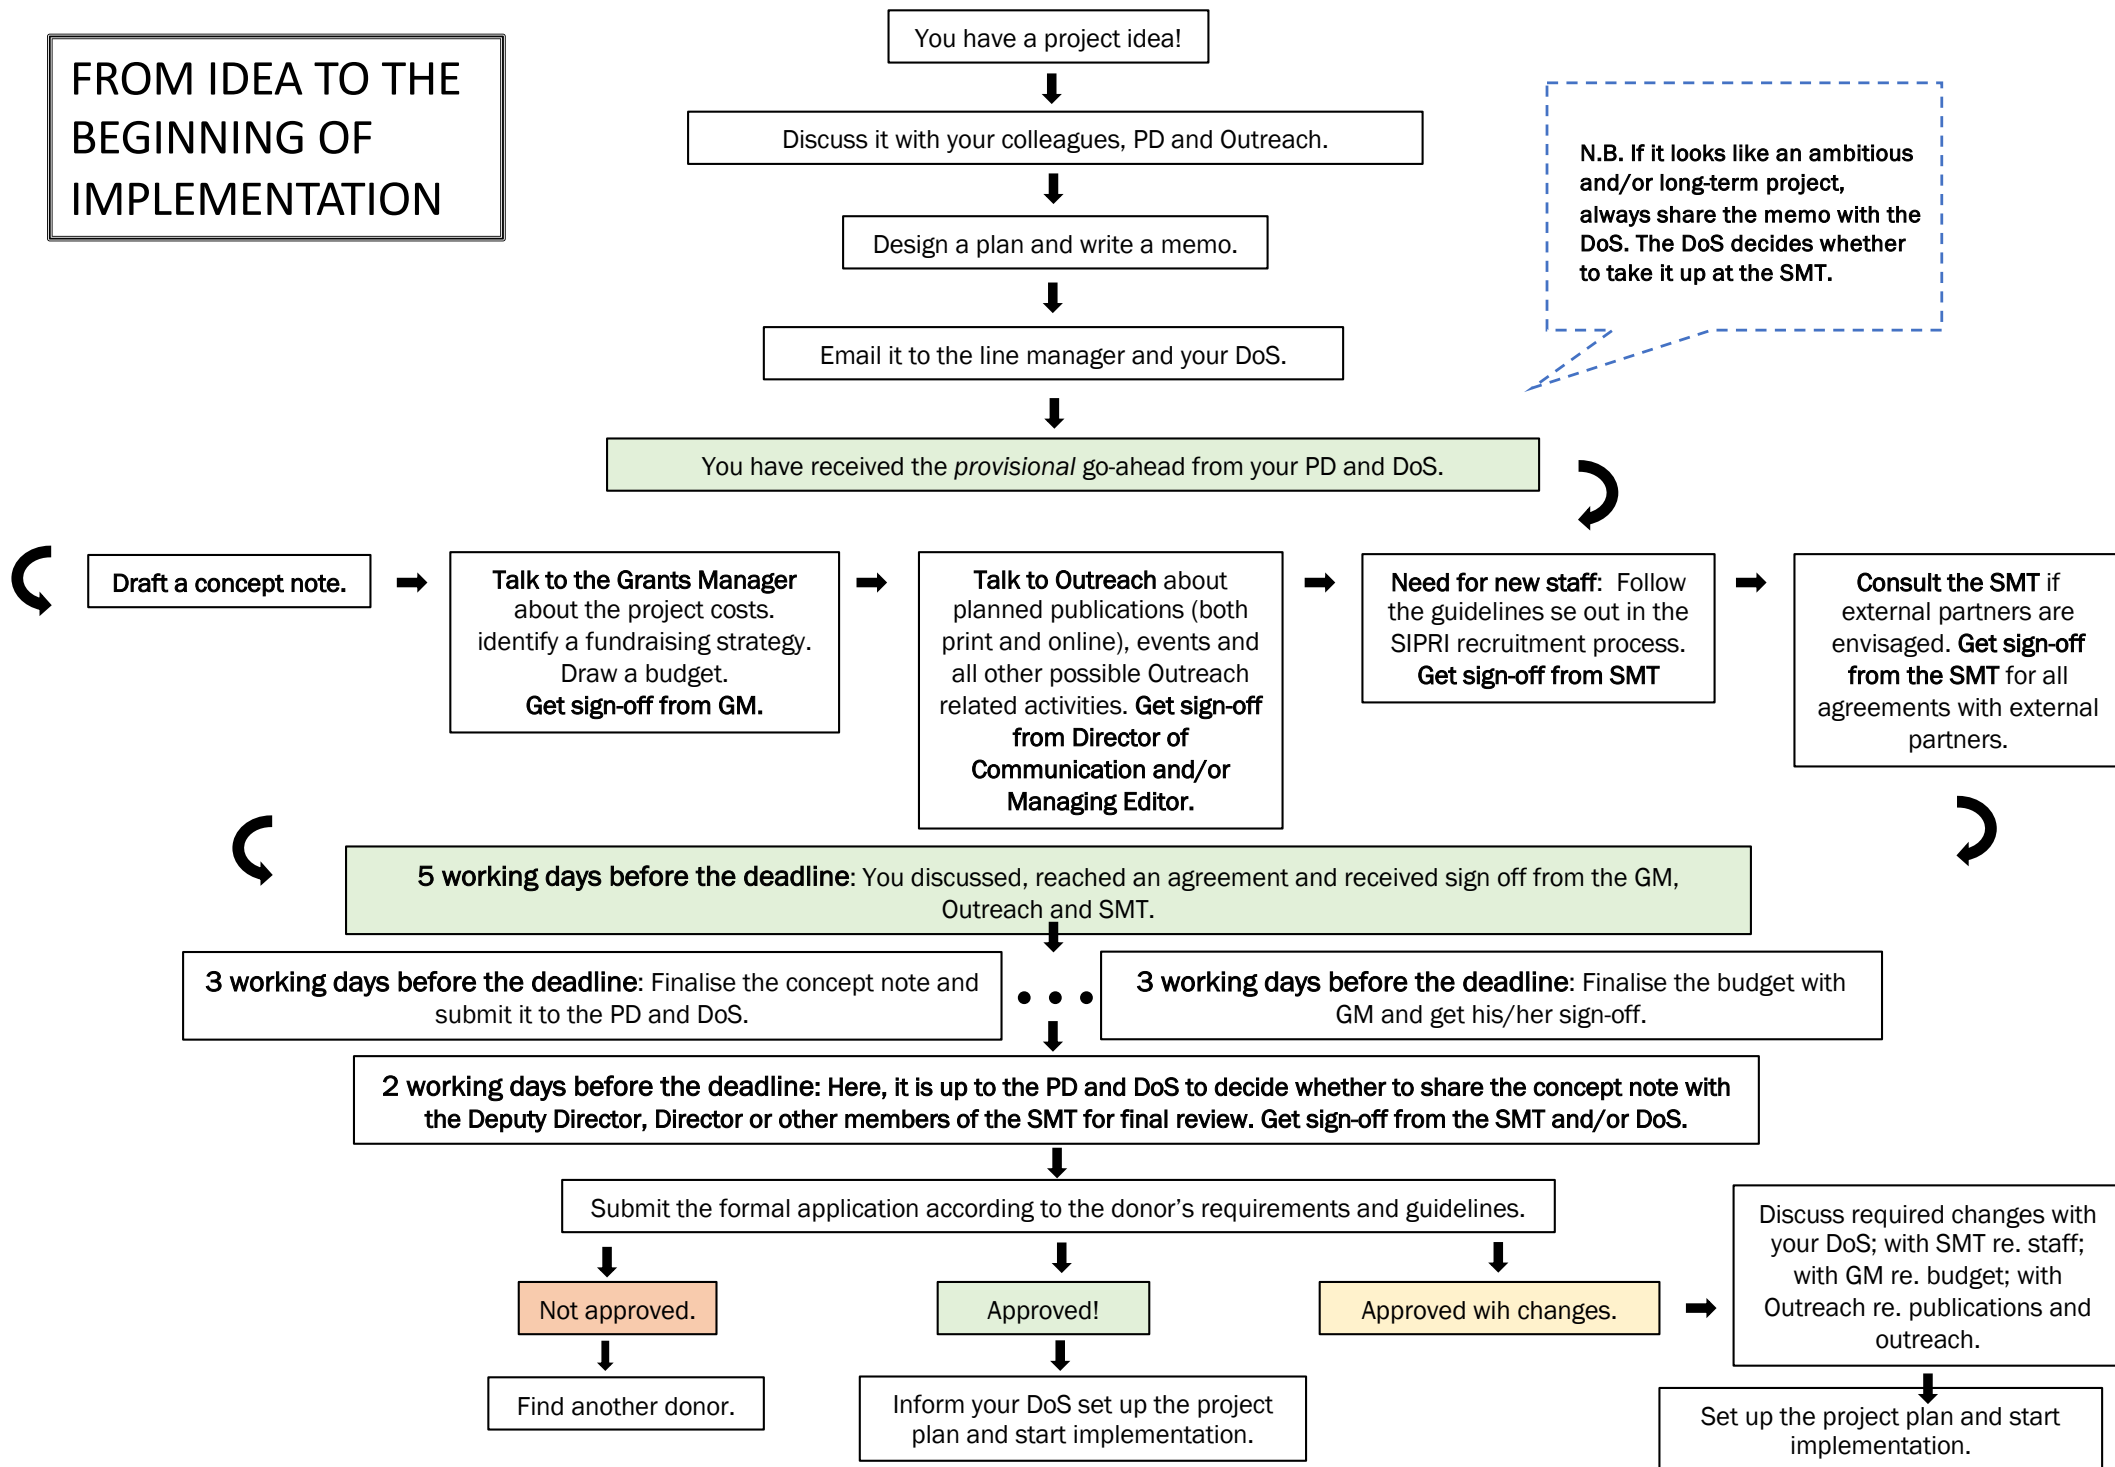 FROM IDEA TO THE
BEGINNING OF
IMPLEMENTATION
You have a project idea!
Discuss it with your colleagues, PD and Outreach.
Design a plan and write a memo.
Email it to the line manager and your DoS.
N.B. If it looks like an ambitious
and/or long-term project,
always share the memo with the
DoS. The DoS decides whether
to take it up at the SMT.
You have received the provisional go-ahead from your PD and DoS.
Draft a concept note.
Talk to the Grants Manager
about the project costs.
identify a fundraising strategy.
Draw a budget.
Get sign-off from GM.
Talk to Outreach about
planned publications (both
print and online), events and
all other possible Outreach
related activities. Get sign-off
from Director of
Communication and/or
Managing Editor.
Need for new staff: Follow
the guidelines se out in the
SIPRI recruitment process.
Get sign-off from SMT
Consult the SMT if
external partners are
envisaged. Get sign-off
from the SMT for all
agreements with external
partners.
5 working days before the deadline: You discussed, reached an agreement and received sign off from the GM,
Outreach and SMT.
3 working days before the deadline: Finalise the concept note and
submit it to the PD and DoS.
3 working days before the deadline: Finalise the budget with
GM and get his/her sign-off.
2 working days before the deadline: Here, it is up to the PD and DoS to decide whether to share the concept note with
the Deputy Director, Director or other members of the SMT for final review. Get sign-off from the SMT and/or DoS.
Submit the formal application according to the donor's requirements and guidelines.
Not approved.
Approved!
Approved wih changes.
Discuss required changes with
your DoS; with SMT re. staff;
with GM re. budget; with
Outreach re. publications and
outreach.
Find another donor.
Inform your DoS set up the project
plan and start implementation.
Set up the project plan and start
implementation.